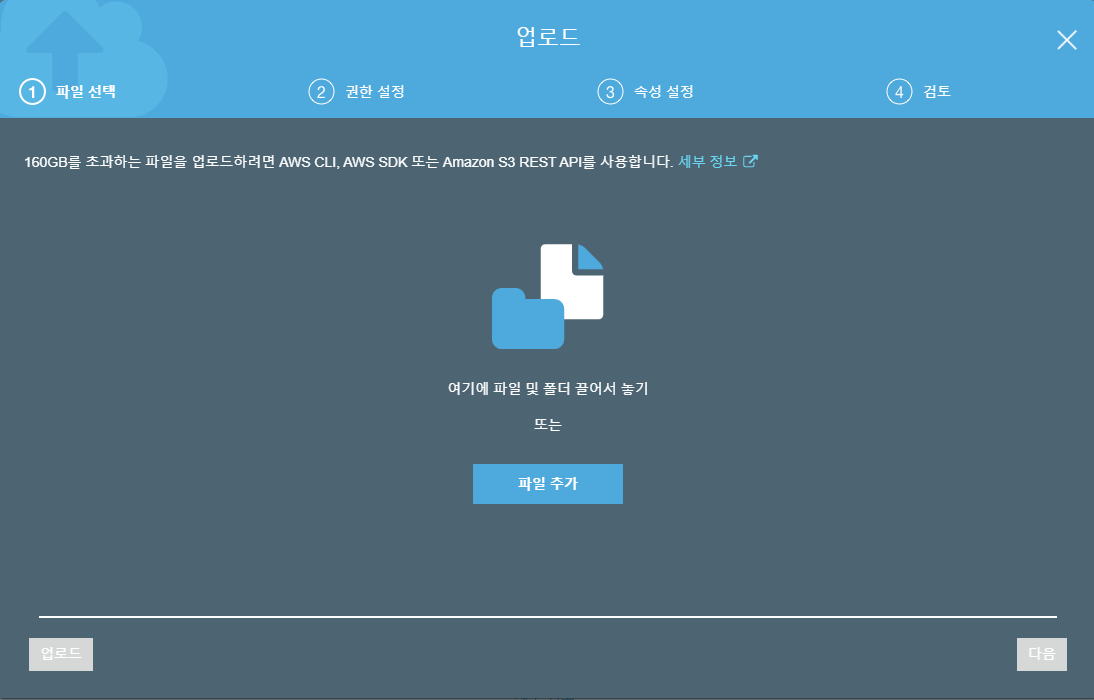 업로드
1 파일 선택 2 권한 설정 3 속성 설정 4 검토
160GB를 초과하는 파일을 업로드하려면 AWS CLI, AWS SDK 또는 Amazon S3 REST API를 사용합니다. 세부 정보
여기에 파일 및 폴더 끌어서 놓기
또는
파일 추가
업로드 다음